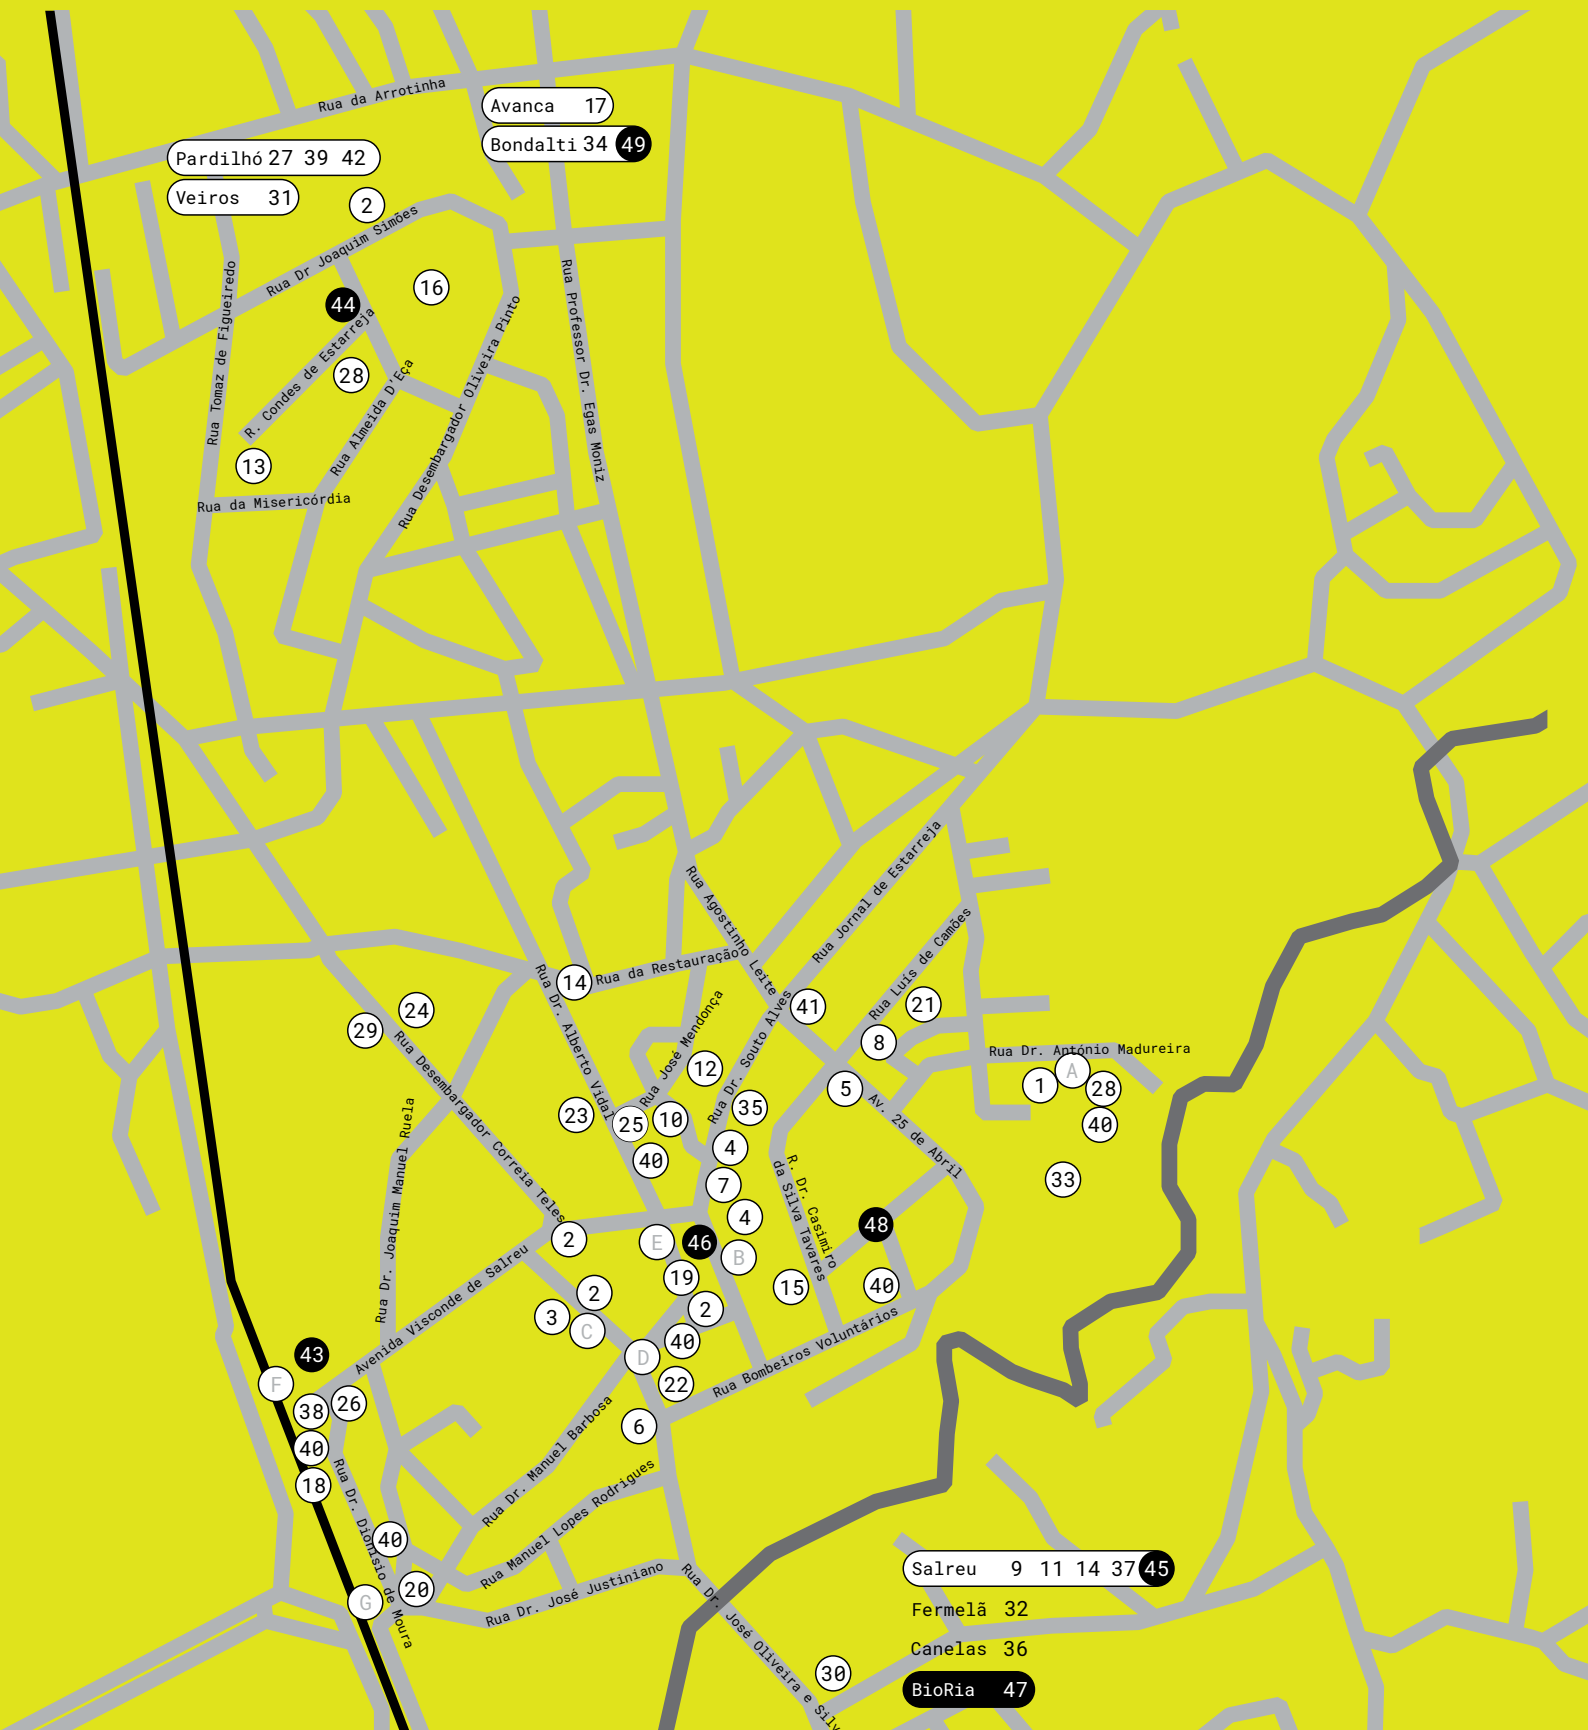 Rua da Arrotinha
Avanca 17
Bondalti 34 49
Pardilhó 27 39 42
Veiros 31
2
Rua Dr Joaquim Simões
16
44
Rua Tomaz de Figueiredo
R. Condes de Estarreja
28
Rua Almeida D'Eça
Rua Desembargador Oliveira Pinto
Rua Professor Dr. Egas Moniz
13
Rua da Misericórdia
Rua Agostinho Leite
Rua Jornal de Estarreja
Rua Luís de Camões
Rua da Restauração
14
Rua Dr. Alberto Vidal
24
29
Rua Desembargador Correia Teles
Rua José Mendonça
Rua Dr. Souto Alves
41
21
8
Rua Dr. António Madureira
A
1
28
40
12
5
Av. 25 de Abril
23
25
10
35
40
4
7
4
33
Rua Dr. Joaquim Manuel Ruela
R. Dr. Casimiro
da Silva Tavares
48
2
E
46
B
19
15
40
Avenida Visconde de Salreu
2
3
C
2
40
D
22
Rua Bombeiros Voluntários
43
F
38
26
40
18
6
Rua Dr. Manuel Barbosa
Rua Manuel Lopes Rodrigues
Rua Dr. Dionísio de Moura
40
20
G
Rua Dr. José Justiniano
Rua Dr. José Oliveira e Silv
30
Salreu 9 11 14 37 45
Fermelã 32
Canelas 36
BioRia 47